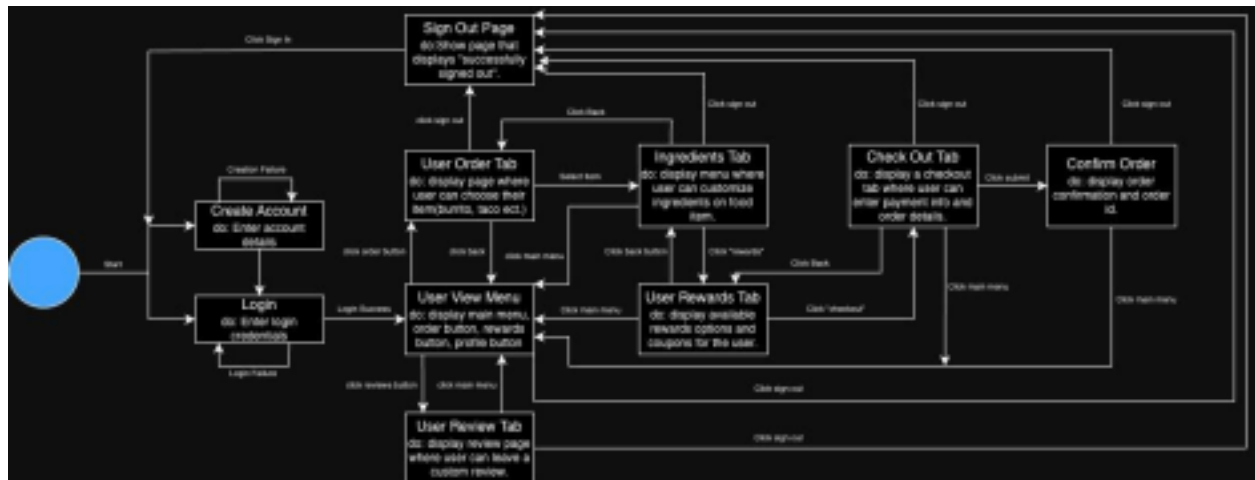 Sign Out Page
do:Show page that
displays "successfully
signed out".
Click Sign In
Click sign out
Click sign out
Click sign out
click sign out
Click Back
User Order Tab
do: display page where
user can choose their
item(burrito, taco ect.)
Select Item
Ingredients Tab
do: display menu where
user can customize
ingredients on food
item.
Check Out Tab
do: display a checkout
tab where user can
enter payment info and
order details.
Click submit
Confirm Order
do: display order
confirmation and order
id.
Creation Failure
Create Account
do: Enter account
details
Start
click order button
click back
click main menu
Click back button
Click "rewards"
Click Back
Click main menu
Click main menu
Login
do: Enter login
credentials
Login Success
User View Menu
do: display main menu,
order button, rewards
button, profile button
Click main menu
User Rewards Tab
do: display available
rewards options and
coupons for the user.
Click "checkout"
Login Failure
click reviews button
click main menu
Click sign out
User Review Tab
do: display review page
where user can leave a
custom review.
Click sign out